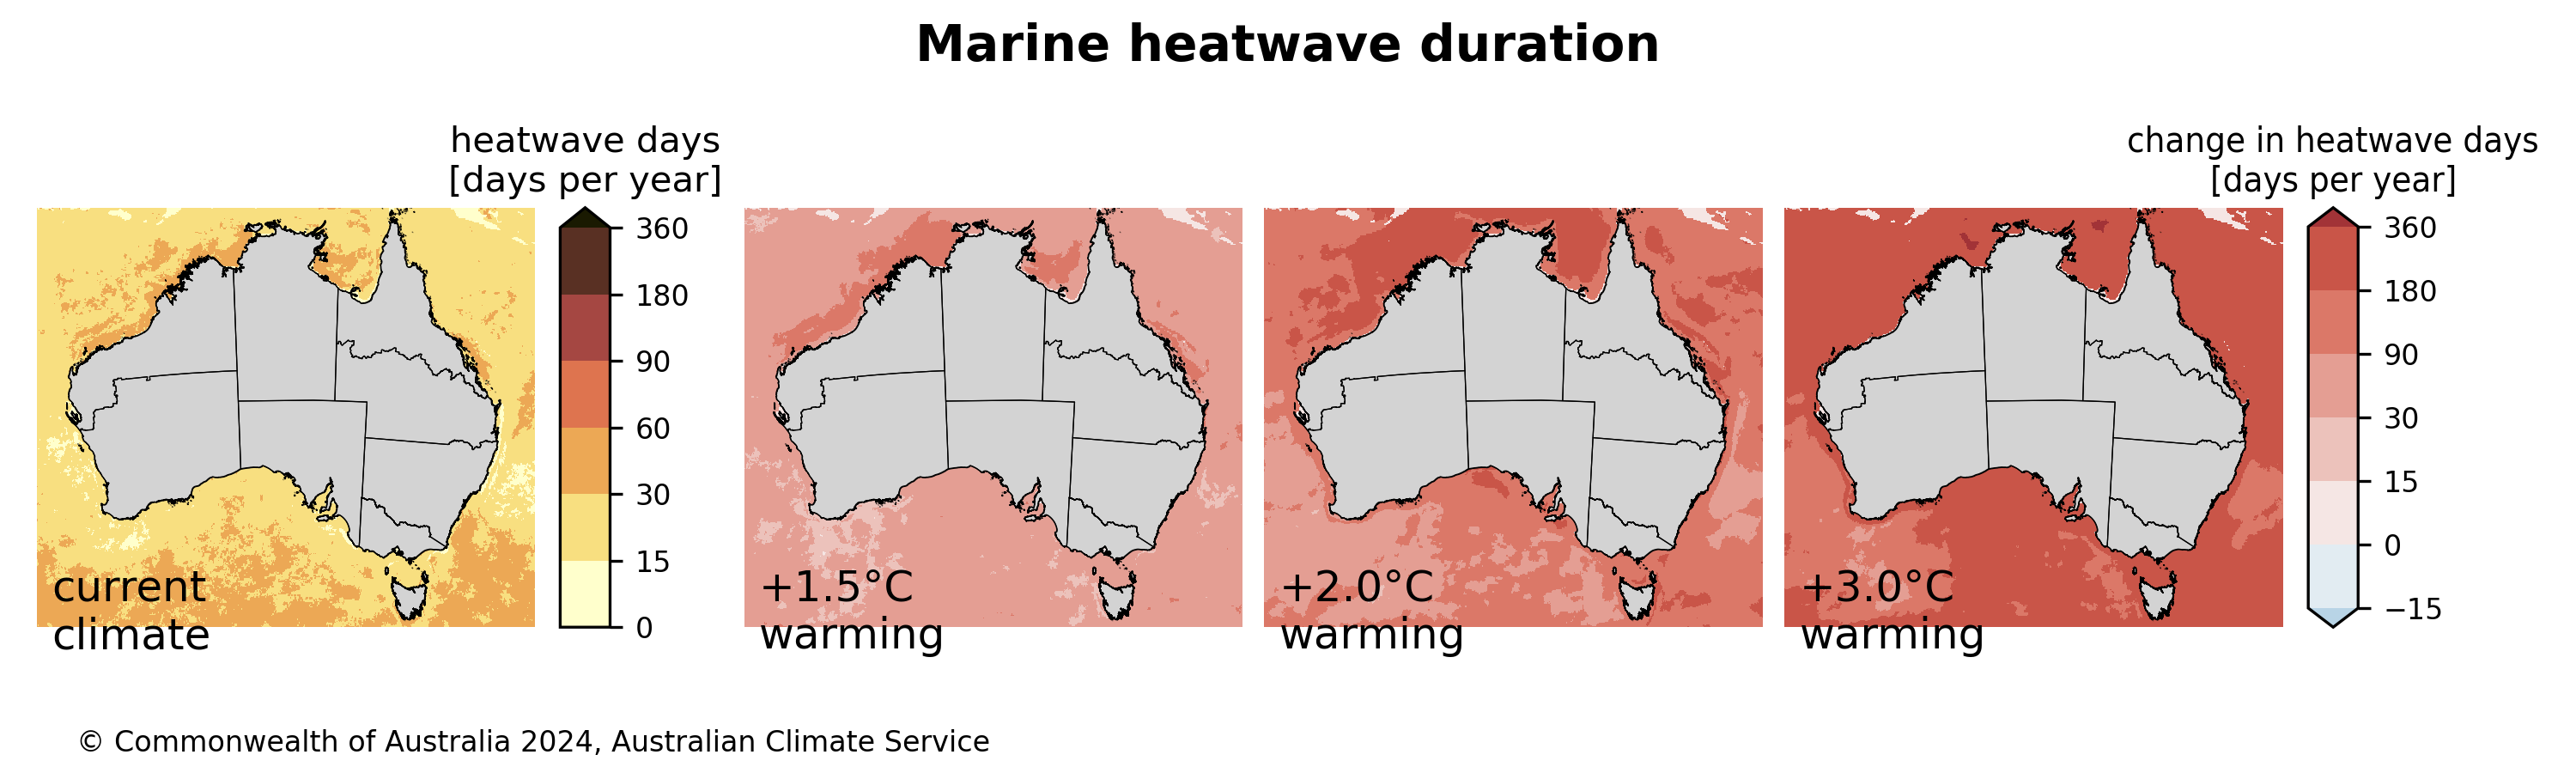 Marine heatwave duration
heatwave days
[days per year]
360
180
90
60
30
15
0
current
climate
+1.5°C
warming
+2.0°C
warming
+3.0°C
warming
change in heatwave days
[days per year]
360
180
90
30
15
0
−15
© Commonwealth of Australia 2024, Australian Climate Service